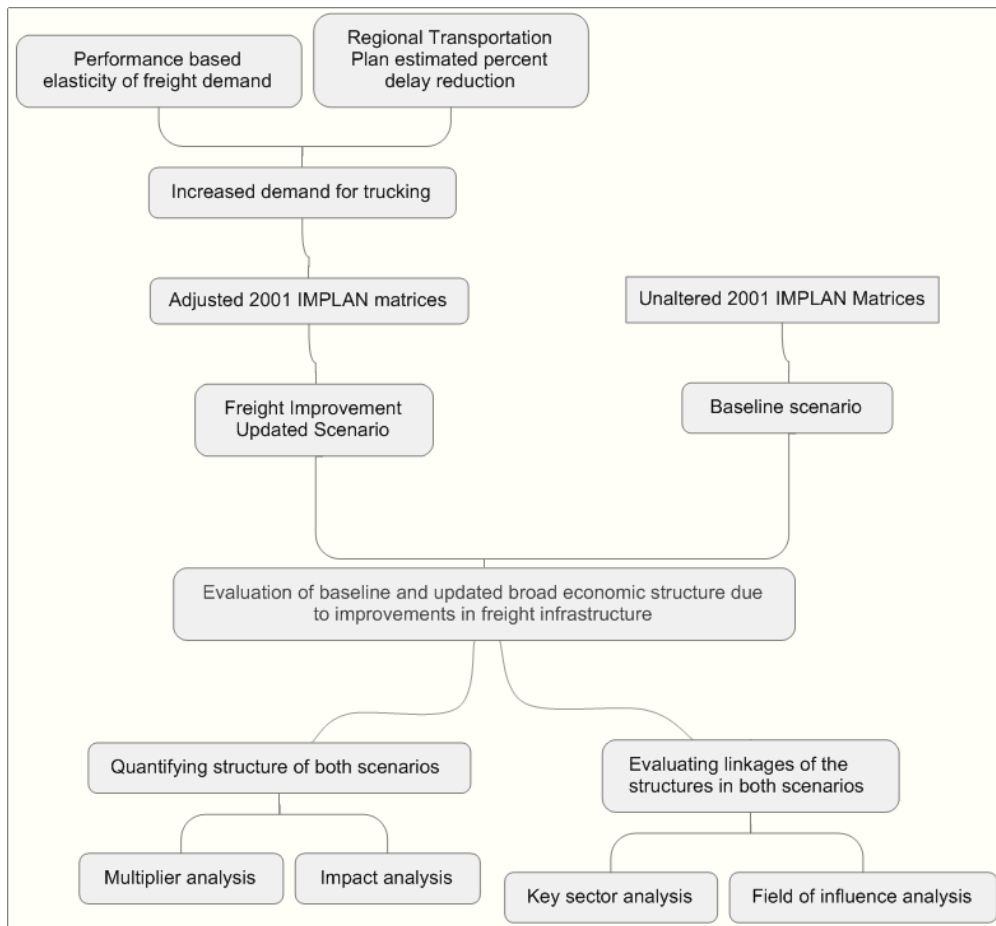 Performance based
elasticity of freight demand
Regional Transportation
Plan estimated percent
delay reduction
Increased demand for trucking
Adjusted 2001 IMPLAN matrices
Unaltered 2001 IMPLAN Matrices
Freight Improvement
Updated Scenario
Baseline scenario
Evaluation of baseline and updated broad economic structure due
to improvements in freight infrastructure
Quantifying structure of both scenarios
Evaluating linkages of the
structures in both scenarios
Multiplier analysis
Impact analysis
Key sector analysis
Field of influence analysis